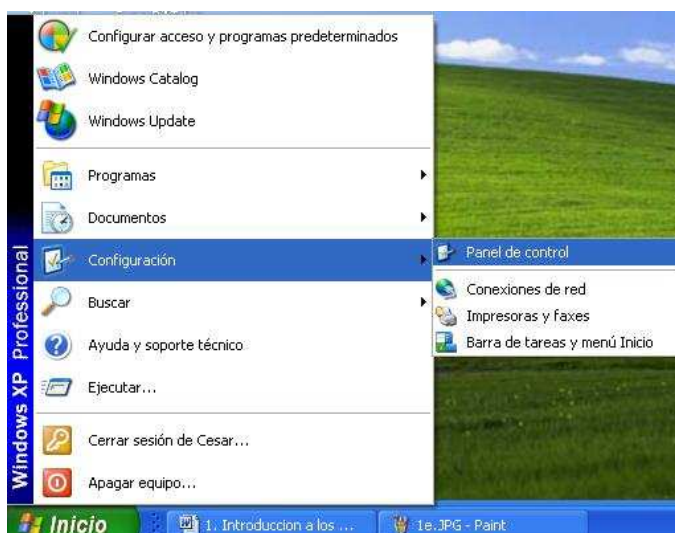 Configurar acceso y programas predeterminados
Windows Catalog
Windows Update
Programas
Documentos
Configuración
Buscar
Ayuda y soporte técnico
Ejecutar...
Cerrar sesión de Cesar...
Apagar equipo...
Panel de control
Conexiones de red
Impresoras y faxes
Barra de tareas y menú Inicio
Windows XP Professional
Inicio
1. Introduccion a los ...
1e.JPG - Paint